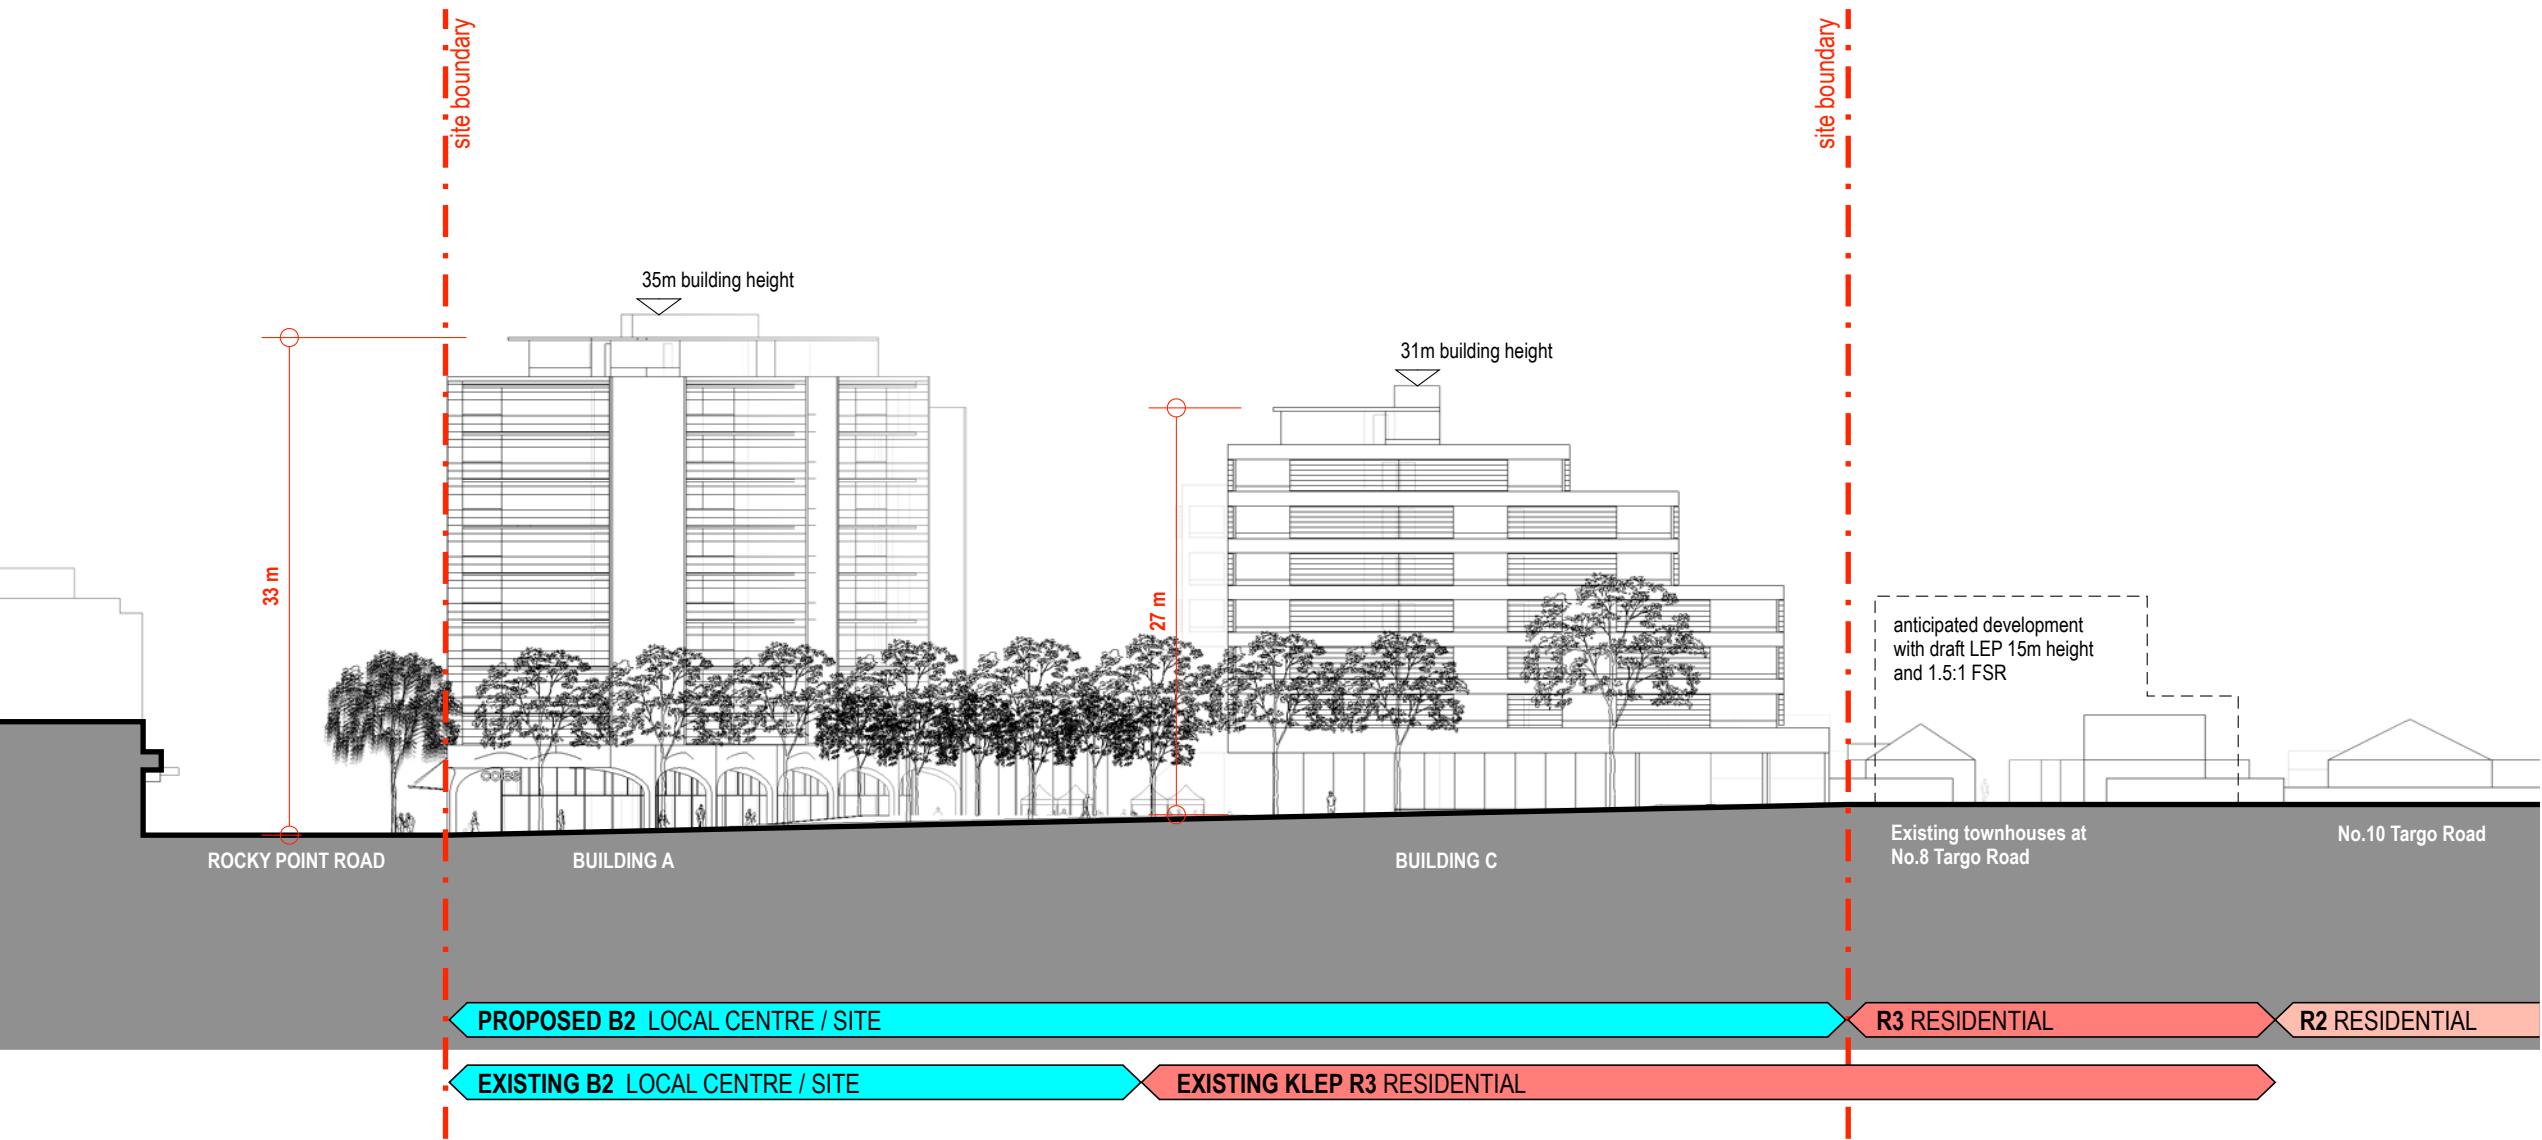 site boundary
site boundary
35m building height
31m building height
33 m
27 m
anticipated development
with draft LEP 15m height
and 1.5:1 FSR
coles
ROCKY POINT ROAD
BUILDING A
BUILDING C
Existing townhouses at
No.8 Targo Road
No.10 Targo Road
PROPOSED B2 LOCAL CENTRE / SITE
R3 RESIDENTIAL
R2 RESIDENTIAL
EXISTING B2 LOCAL CENTRE / SITE
EXISTING KLEP R3 RESIDENTIAL